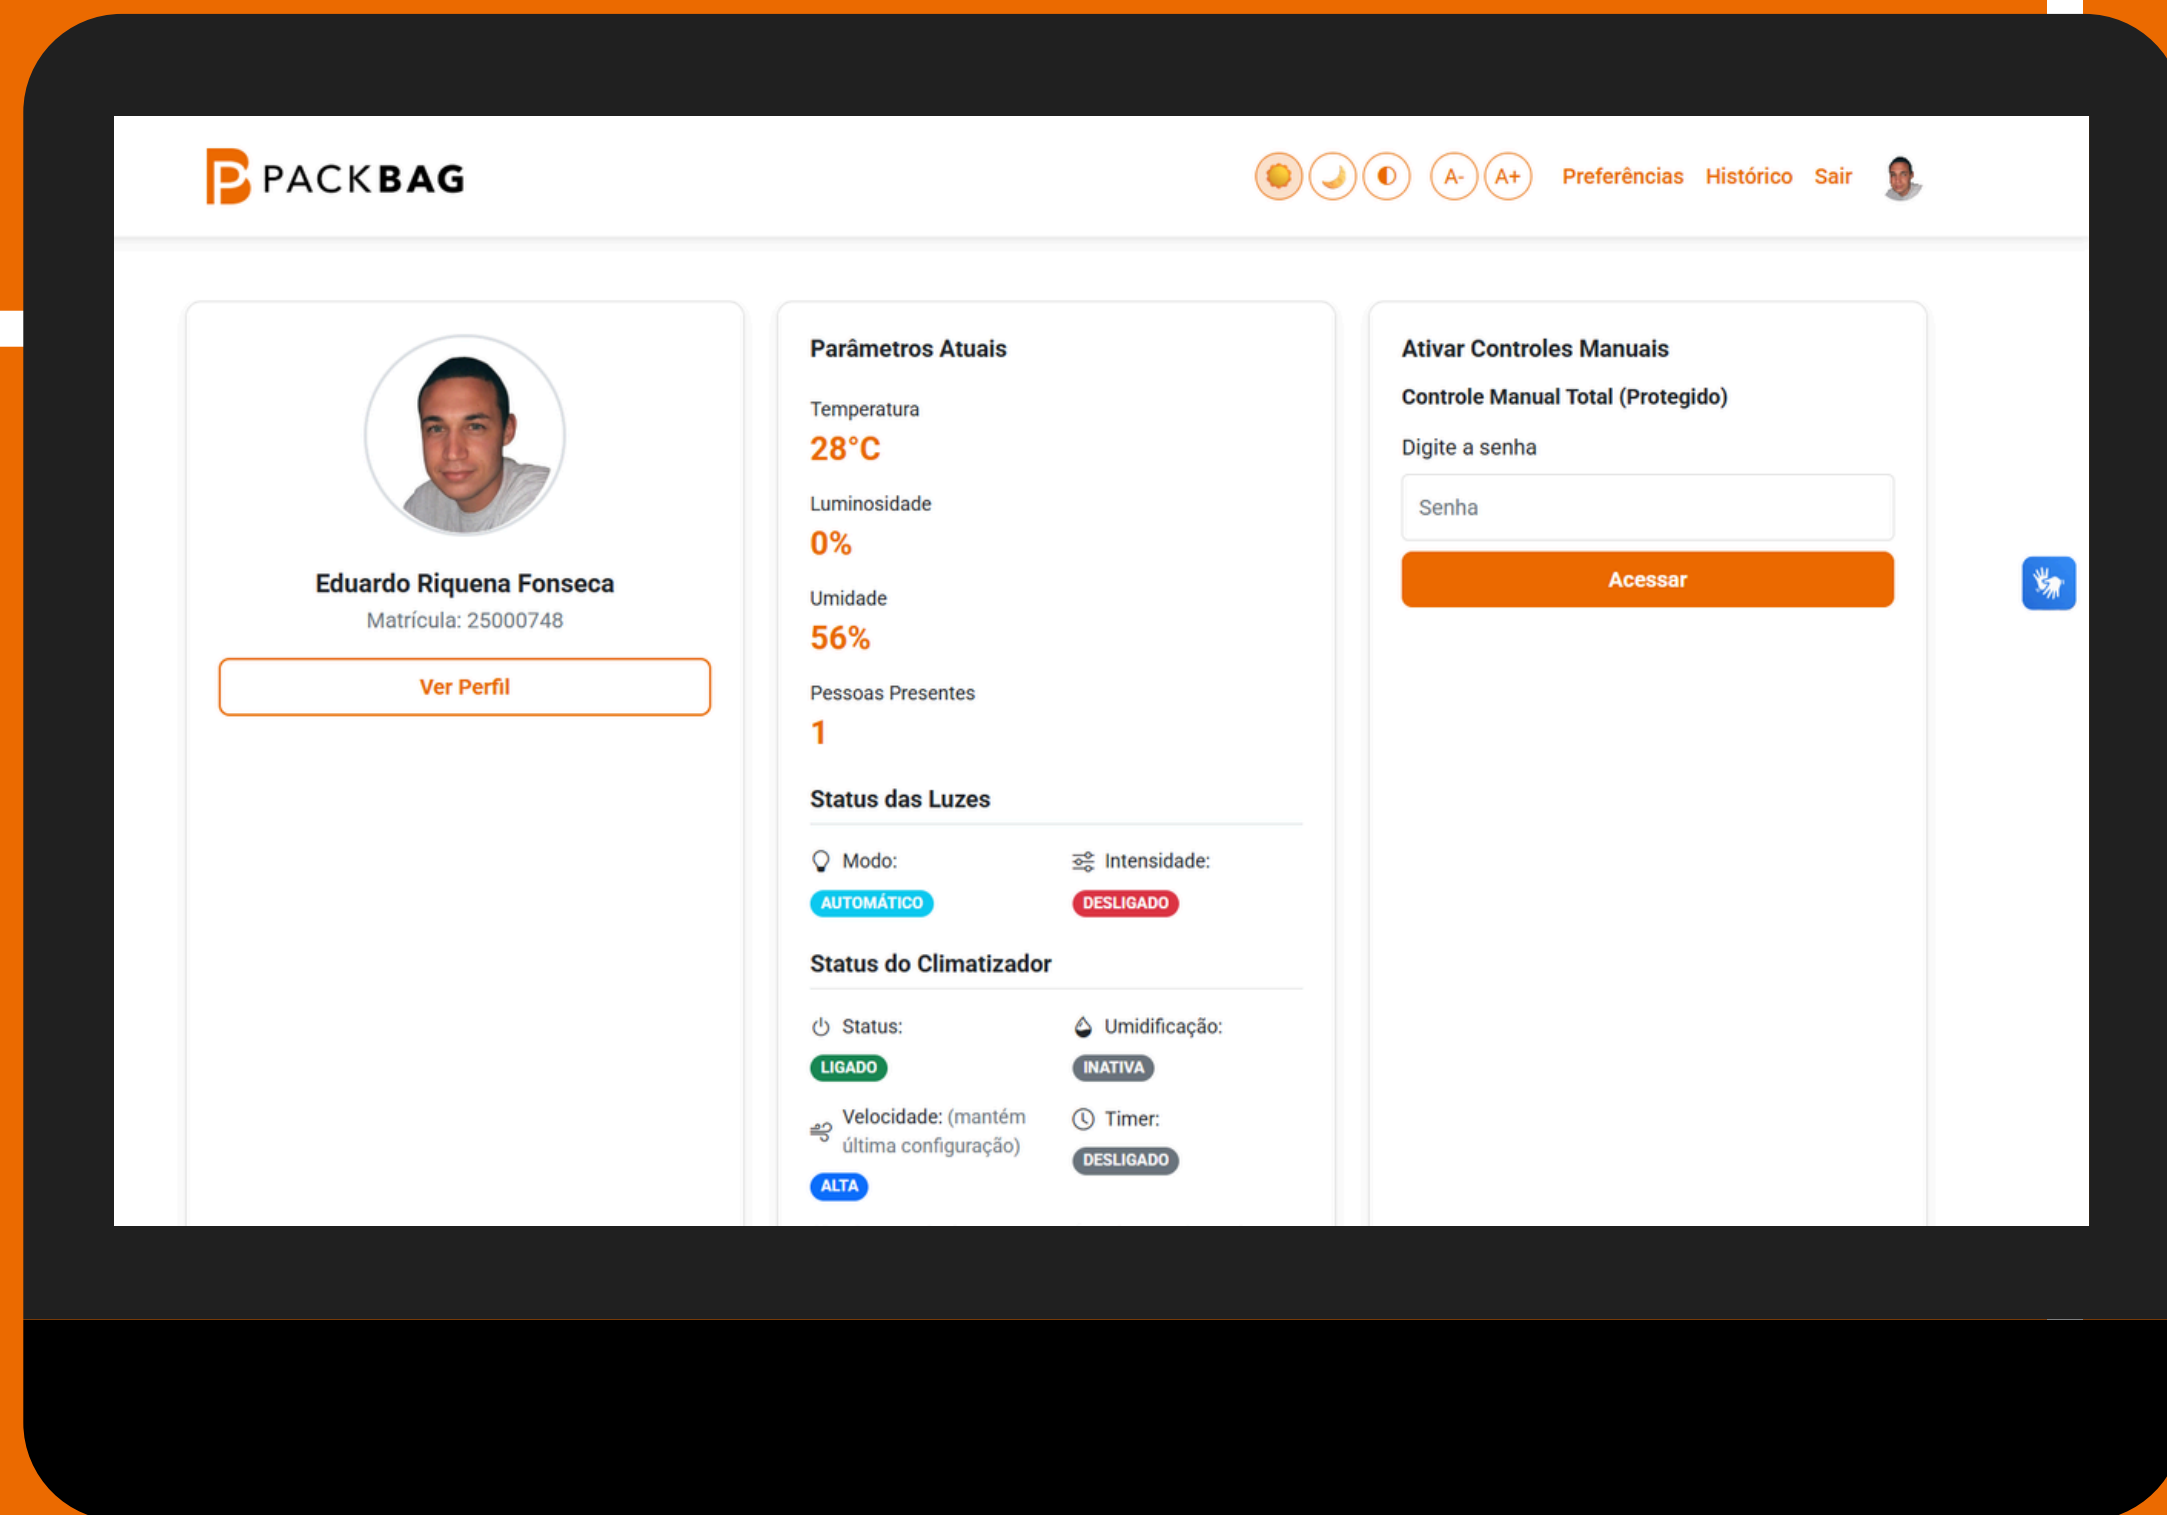 PACKBAG
A-
A+
Preferências
Histórico
Sair
Eduardo Riquena Fonseca
Matrícula: 25000748
Ver Perfil
Parâmetros Atuais
Temperatura
28°C
Luminosidade
0%
Umidade
56%
Pessoas Presentes
1
Status das Luzes
Modo:
AUTOMÁTICO
Intensidade:
DESLIGADO
Status do Climatizador
Status:
LIGADO
Umidificação:
INATIVA
Velocidade: (mantém
última configuração)
ALTA
Timer:
DESLIGADO
Ativar Controles Manuais
Controle Manual Total (Protegido)
Digite a senha
Senha
Acessar